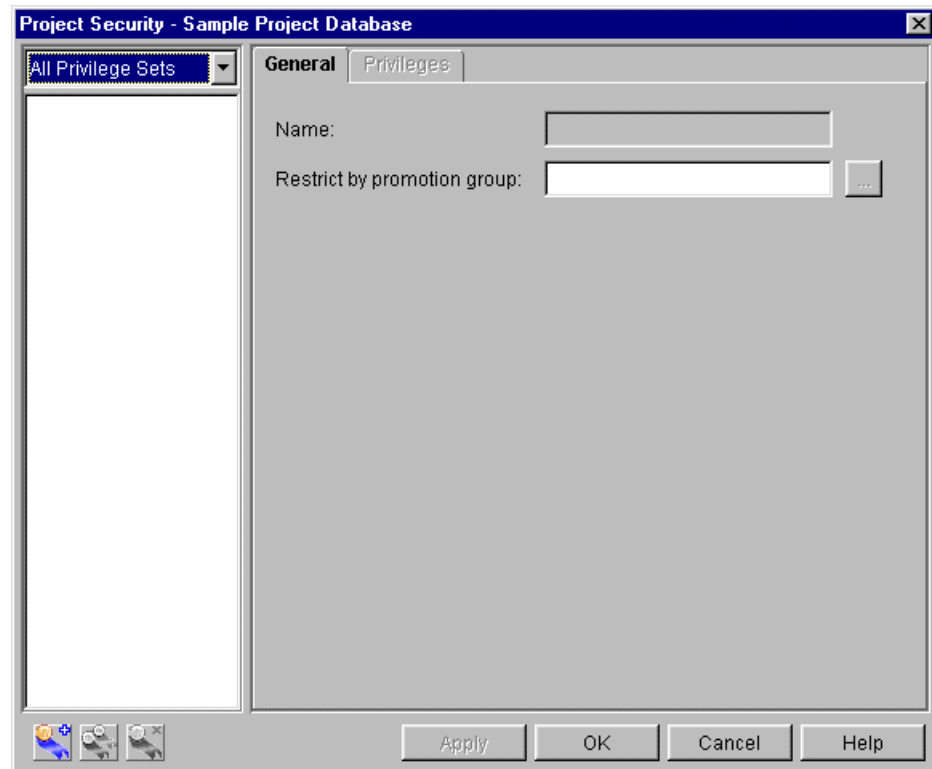 Project Security - Sample Project Database
All Privilege Sets
General
Privileges
Name:
Restrict by promotion group:
...
Apply
OK
Cancel
Help